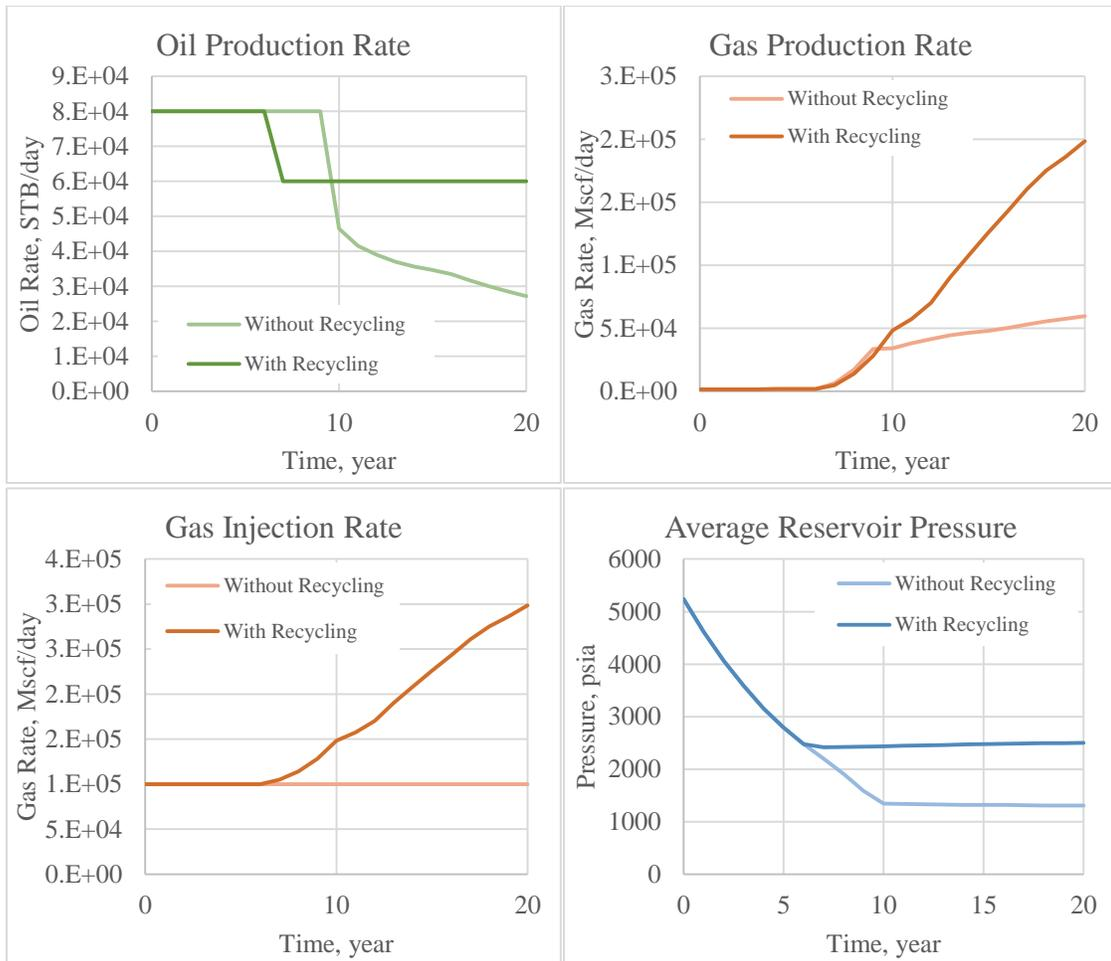 Oil Production Rate
Oil Rate, STB/day
9.E+04
8.E+04
7.E+04
6.E+04
5.E+04
4.E+04
3.E+04
2.E+04
1.E+04
0.E+00
Without Recycling
With Recycling
0
10
20
Time, year
Gas Production Rate
Gas Rate, Mscf/day
3.E+05
2.E+05
2.E+05
1.E+05
5.E+04
0.E+00
Without Recycling
With Recycling
0
10
20
Time, year
Gas Injection Rate
Gas Rate, Mscf/day
4.E+05
3.E+05
3.E+05
2.E+05
2.E+05
1.E+05
5.E+04
0.E+00
Without Recycling
With Recycling
0
10
20
Time, year
Average Reservoir Pressure
Pressure, psia
6000
5000
4000
3000
2000
1000
0
Without Recycling
With Recycling
0
5
10
15
20
Time, year